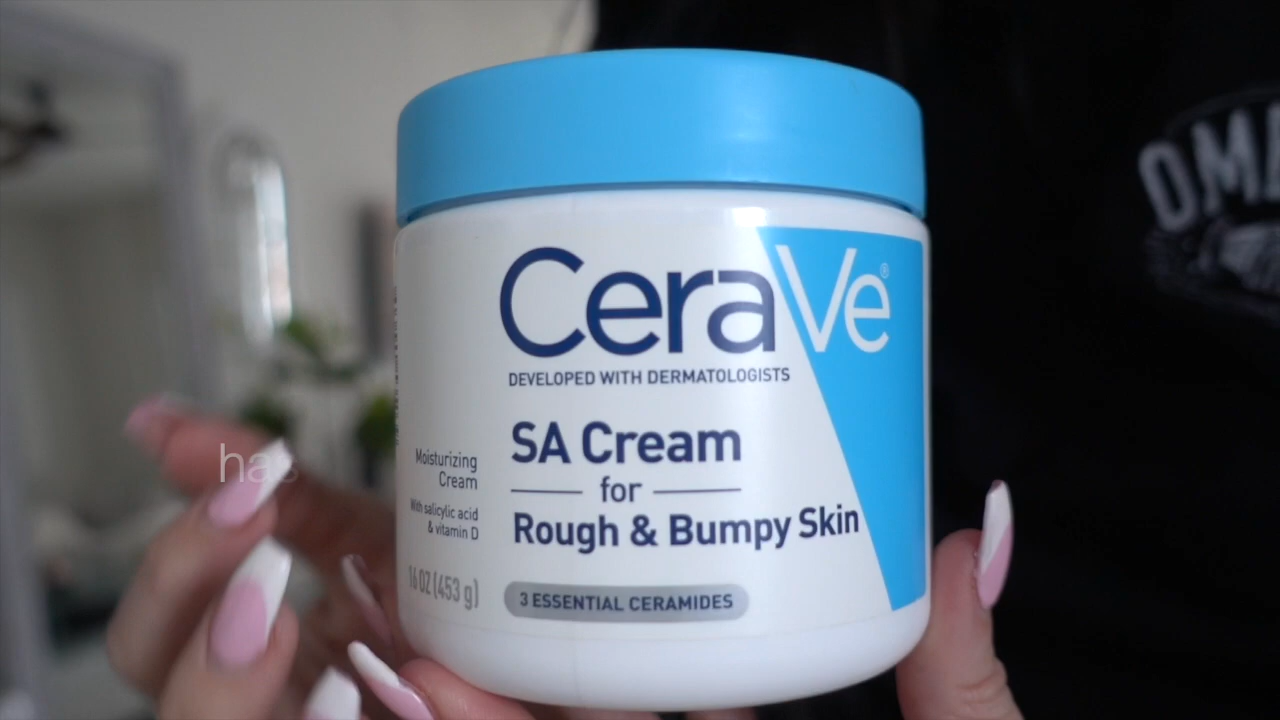 CeraVe®
DEVELOPED WITH DERMATOLOGISTS
SA Cream
for
Rough & Bumpy Skin
3 ESSENTIAL CERAMIDES
Moisturizing
Cream
With salicylic acid
& vitamin D
16 OZ (453 g)
has